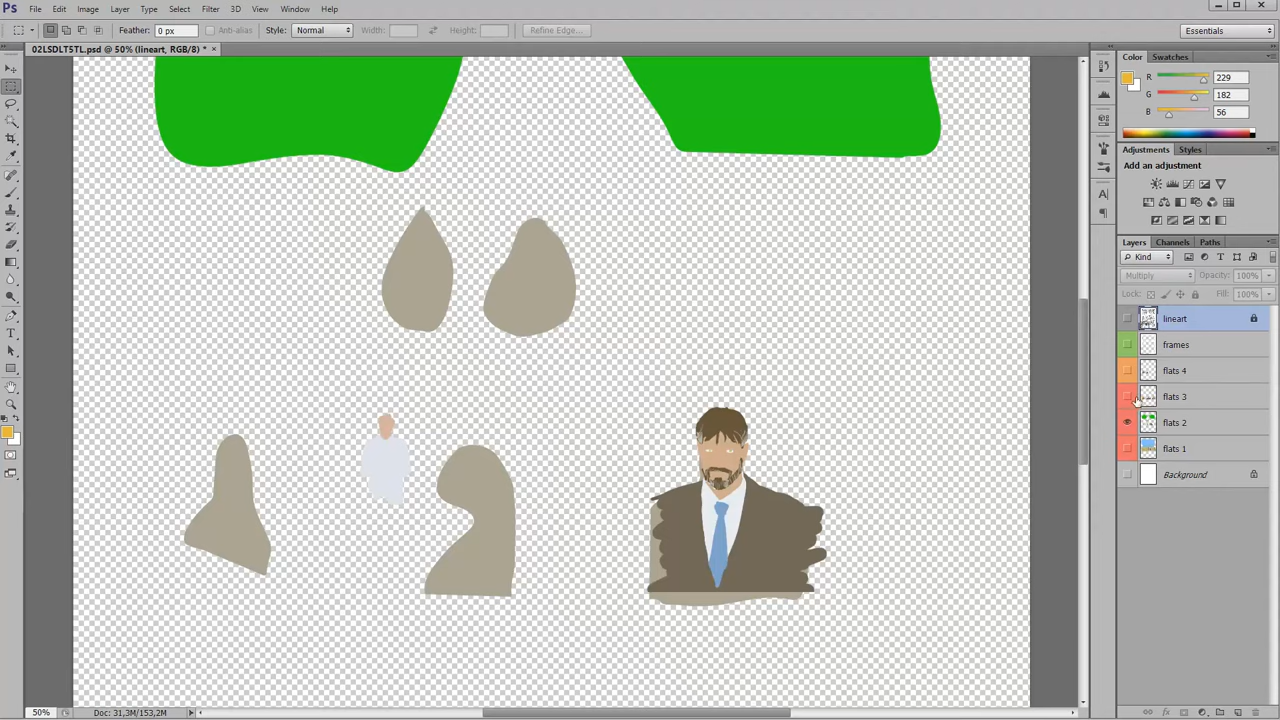 Ps File Edit Image Layer Type Select Filter 3D View Window Help
Feather: 0 px Anti-alias Style: Normal Width: Height: Refine Edge... Essentials
02LSDLT5TL.psd @ 50% (lineart, RGB/8) * ×
Color Swatches
R 229
G 182
B 56
Adjustments Styles
Add an adjustment
Layers Channels Paths
Kind
Multiply Opacity: 100%
Lock: Fill: 100%
lineart
frames
flats 4
flats 3
flats 2
flats 1
Background
50% Doc: 31,3M/153,2M